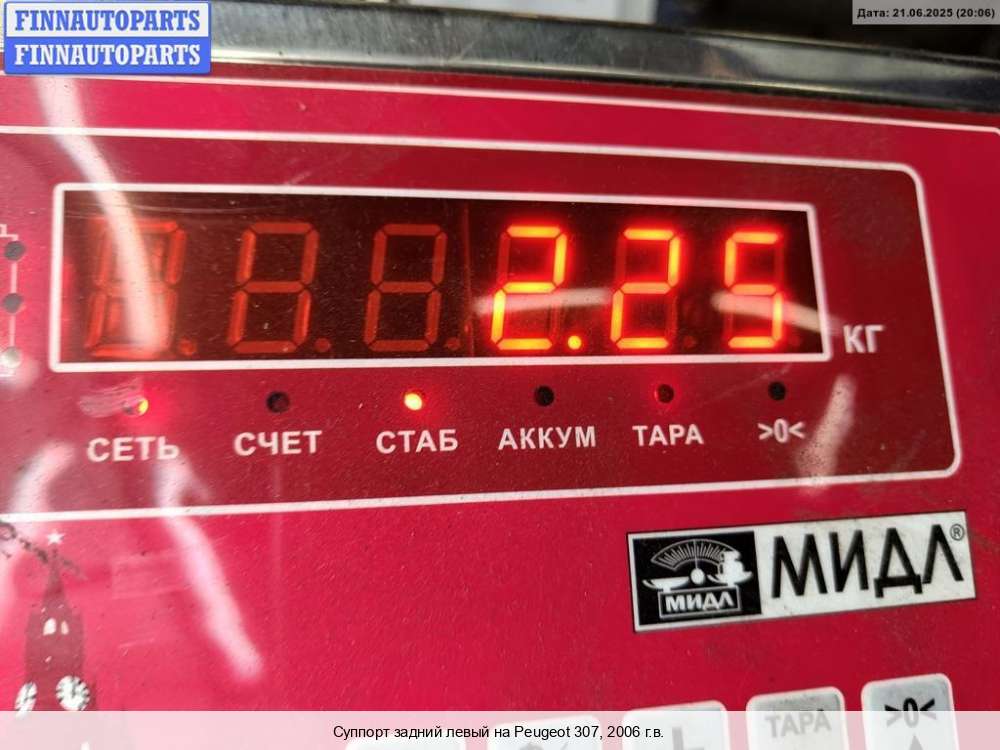 FINNAUTOPARTS
FINNAUTOPARTS
Дата: 21.06.2025 (20:06)
2.25
КГ
СЕТЬ СЧЕТ СТАБ АККУМ ТАРА >0<
МИДЛ
МИДЛ®
ТАРА >0<
Суппорт задний левый на Peugeot 307, 2006 г.в.